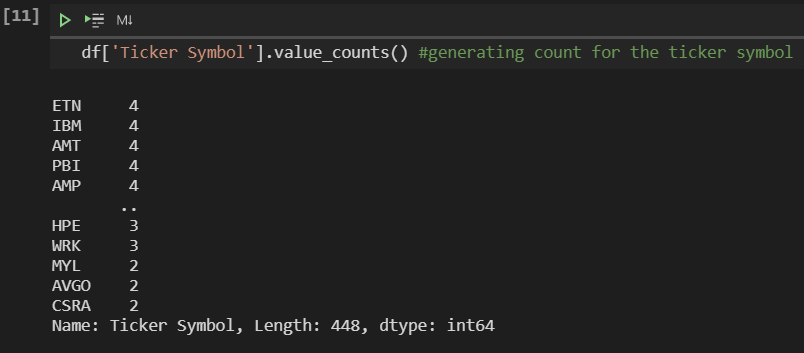 [11] M↓
df['Ticker Symbol'].value_counts() #generating count for the ticker symbol
ETN 4
IBM 4
AMT 4
PBI 4
AMP 4
..
HPE 3
WRK 3
MYL 2
AVGO 2
CSRA 2
Name: Ticker Symbol, Length: 448, dtype: int64